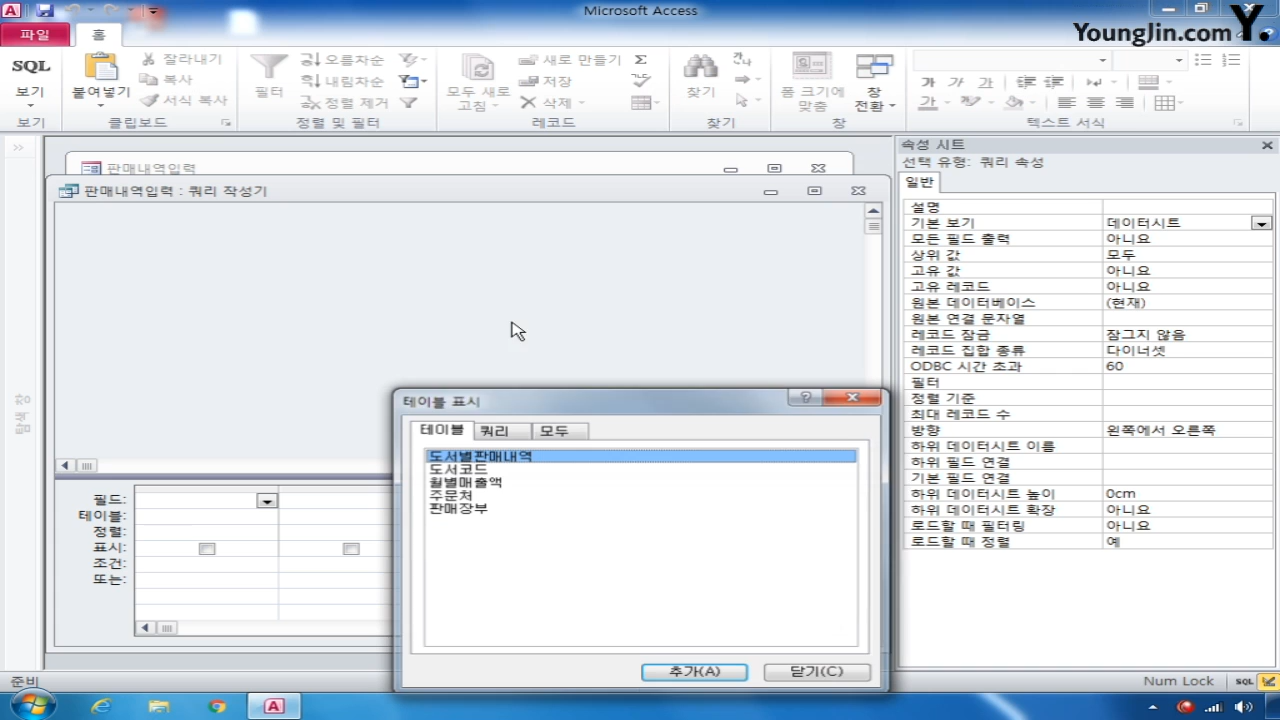 Microsoft Access
YoungJin.com Y.
파일
홈
SQL
보기
보기
붙여넣기
잘라내기
복사
서식 복사
클립보드
필터
오름차순
내림차순
정렬 제거
정렬 및 필터
모두 새로
고침
새로 만들기
저장
삭제
레코드
찾기
찾기
폼 크기에
맞춤
창
전환
창
가 가 가
가
텍스트 서식
판매내역입력
판매내역입력 : 쿼리 작성기
탐색 창
필드:
테이블:
정렬:
표시:
조건:
또는:
테이블 표시
테이블 쿼리 모두
도서별판매내역
도서코드
월별매출액
주문처
판매장부
추가(A) 닫기(C)
속성 시트
선택 유형: 쿼리 속성
일반
설명
기본 보기 데이터시트
모든 필드 출력 아니요
상위 값 모두
고유 값 아니요
고유 레코드 아니요
원본 데이터베이스 (현재)
원본 연결 문자열
레코드 잠금 잠그지 않음
레코드 집합 종류 다이너셋
ODBC 시간 초과 60
필터
정렬 기준
최대 레코드 수
방향 왼쪽에서 오른쪽
하위 데이터시트 이름
하위 필드 연결
기본 필드 연결
하위 데이터시트 높이 0cm
하위 데이터시트 확장 아니요
로드할 때 필터링 아니요
로드할 때 정렬 예
준비
Num Lock
SQL